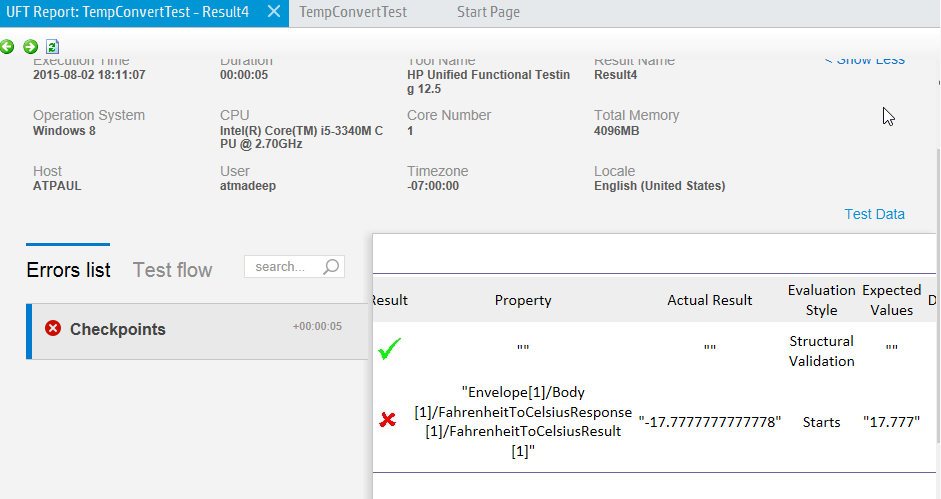 UFT Report: TempConvertTest - Result4
TempConvertTest
Start Page
Execution Time
Duration
Tool Name
Result Name
< Show Less
2015-08-02 18:11:07
00:00:05
HP Unified Functional Testin
g 12.5
Result4
Operation System
CPU
Core Number
Total Memory
Windows 8
Intel(R) Core(TM) i5-3340M C
PU @ 2.70GHz
1
4096MB
Host
User
Timezone
Locale
ATPAUL
atmadeep
-07:00:00
English (United States)
Test Data
Errors list
Test flow
search...
Checkpoints
+00:00:05
Result
Property
Actual Result
Evaluation
Style
Expected
Values
D
""
""
Structural
Validation
""
"Envelope[1]/Body
[1]/FahrenheitToCelsiusResponse
[1]/FahrenheitToCelsiusResult
[1]"
"-17.7777777777778"
Starts
"17.777"